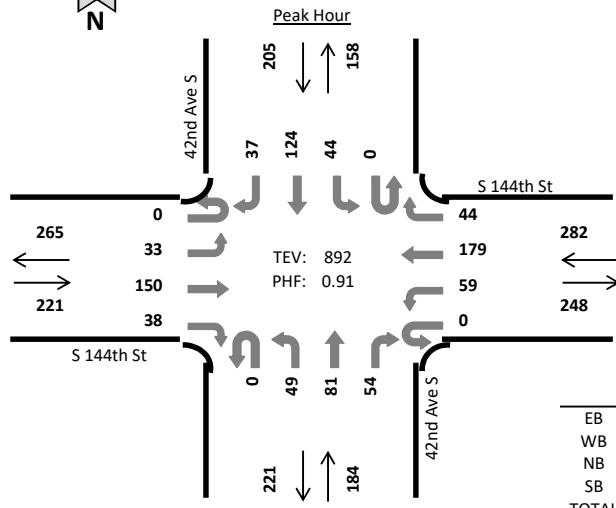 N
Peak Hour
205
158
42nd Ave S
37
124
44
0
S 144th St
0
44
265
282
33
179
TEV: 892
150
59
PHF: 0.91
221
248
38
0
S 144th St
0
49
81
54
42nd Ave S
221
184
EB
WB
NB
SB